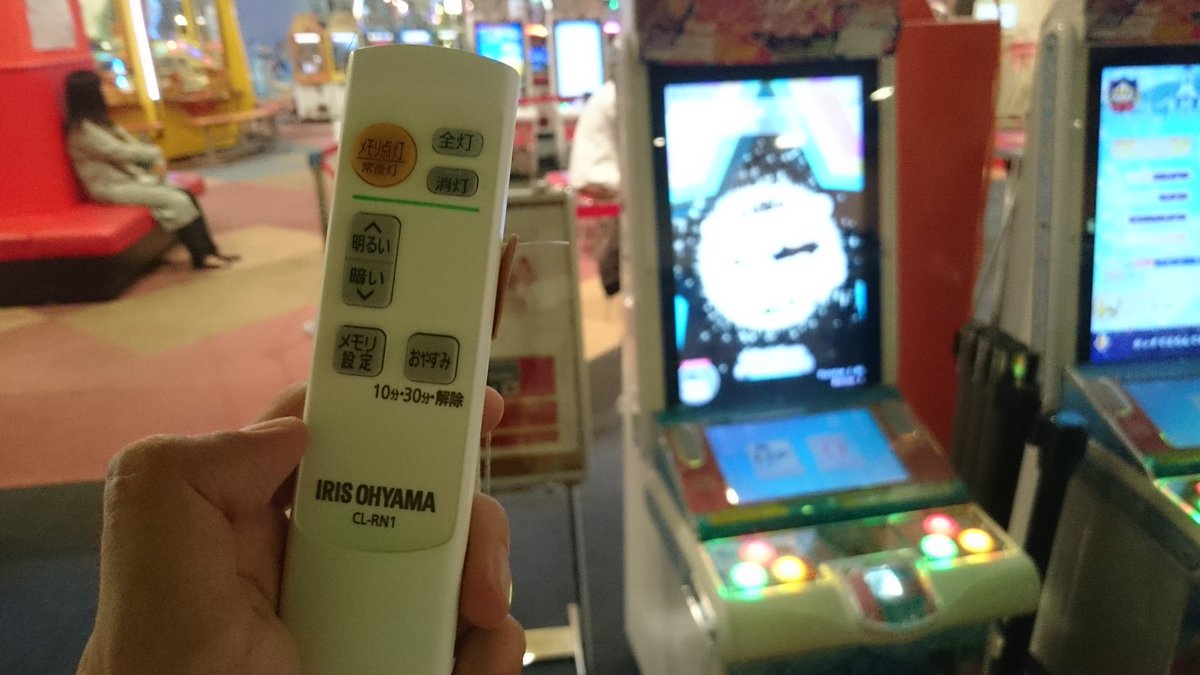 メモリ点灯
常夜灯
全灯
消灯
明るい
暗い
メモリ
設定
おやすみ
10分・30分・解除
IRIS OHYAMA
CL-RN1